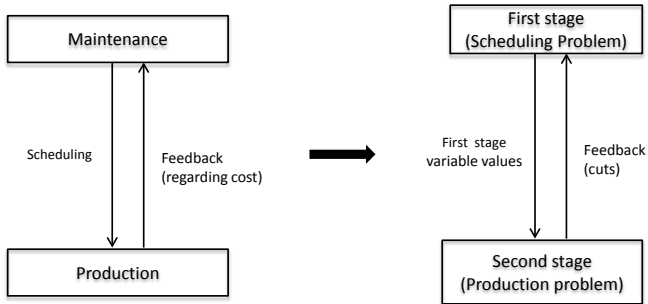 Maintenance
Scheduling
Feedback
(regarding cost)
Production
First stage
(Scheduling Problem)
First stage
variable values
Feedback
(cuts)
Second stage
(Production problem)